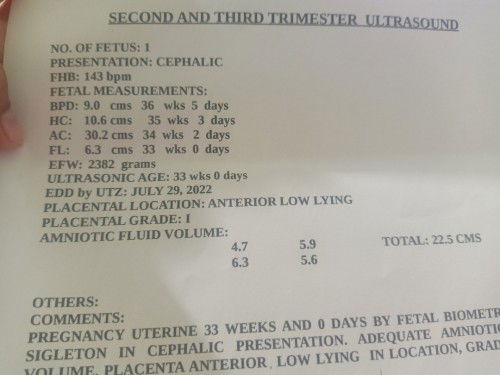 SECOND AND THIRD TRIMESTER ULTRASOUND
NO. OF FETUS: 1
PRESENTATION: CEPHALIC
FHB: 143 bpm
FETAL MEASUREMENTS:
BPD: 9.0 cms 36 wks 5 days
HC: 10.6 cms 35 wks 3 days
AC: 30.2 cms 34 wks 2 days
FL: 6.3 cms 33 wks 0 days
EFW: 2382 grams
ULTRASONIC AGE: 33 wks 0 days
EDD by UTZ: JULY 29, 2022
PLACENTAL LOCATION: ANTERIOR LOW LYING
PLACENTAL GRADE: I
AMNIOTIC FLUID VOLUME:
4.7 5.9 TOTAL: 22.5 CMS
6.3 5.6
OTHERS:
COMMENTS:
PREGNANCY UTERINE 33 WEEKS AND 0 DAYS BY FETAL BIOMETR
SIGLETON IN CEPHALIC PRESENTATION. ADEQUATE AMNIOTI
VOLUME. PLACENTA ANTERIOR, LOW LYING IN LOCATION, GRAD